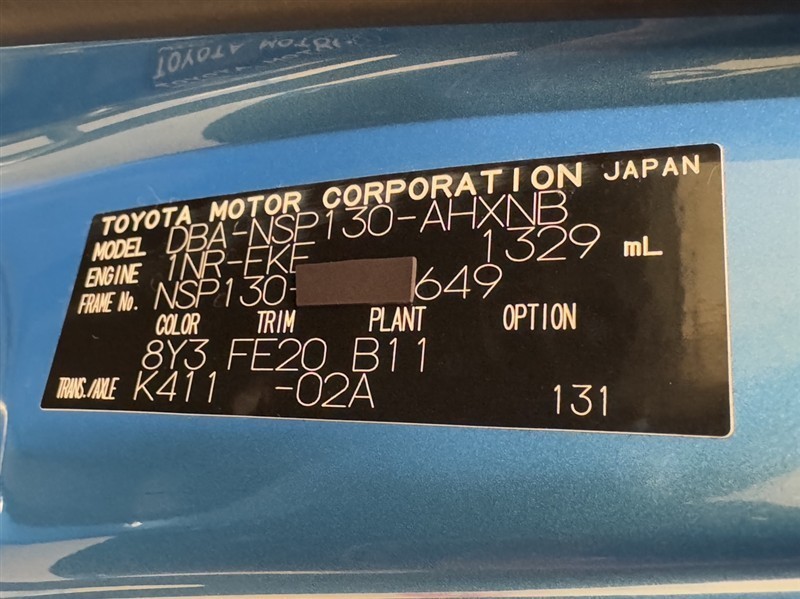 TOYOTA MOTOR CORPORATION JAPAN
MODEL DBA-NSP130-AHXNB
ENGINE 1NR-FKE 1329 mL
FRAME No. NSP130- 649
COLOR TRIM PLANT OPTION
8Y3 FE20 B11
TRANS./AXLE K411 -02A 131